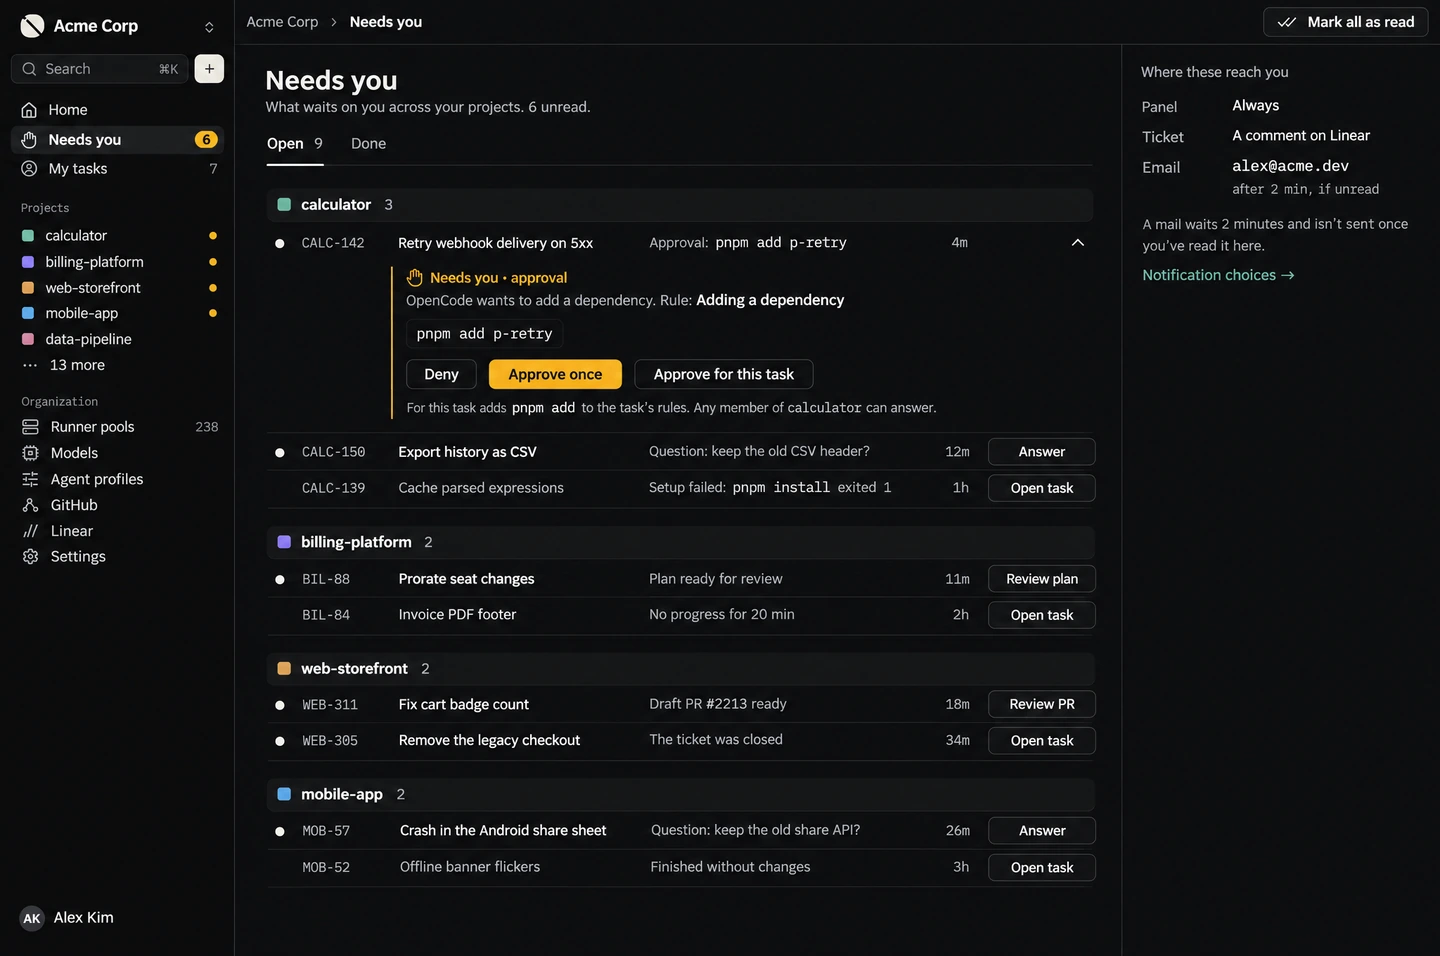 Acme Corp
Search ⌘K +
Home
Needs you 6
My tasks 7
Projects
calculator
billing-platform
web-storefront
mobile-app
data-pipeline
··· 13 more
Organization
Runner pools 238
Models
Agent profiles
GitHub
Linear
Settings
AK Alex Kim
Acme Corp > Needs you
Mark all as read
Needs you
What waits on you across your projects. 6 unread.
Open 9 Done
calculator 3
CALC-142 Retry webhook delivery on 5xx Approval: pnpm add p-retry 4m
Needs you • approval
OpenCode wants to add a dependency. Rule: Adding a dependency
pnpm add p-retry
Deny Approve once Approve for this task
For this task adds pnpm add to the task's rules. Any member of calculator can answer.
CALC-150 Export history as CSV Question: keep the old CSV header? 12m Answer
CALC-139 Cache parsed expressions Setup failed: pnpm install exited 1 1h Open task
billing-platform 2
BIL-88 Prorate seat changes Plan ready for review 11m Review plan
BIL-84 Invoice PDF footer No progress for 20 min 2h Open task
web-storefront 2
WEB-311 Fix cart badge count Draft PR #2213 ready 18m Review PR
WEB-305 Remove the legacy checkout The ticket was closed 34m Open task
mobile-app 2
MOB-57 Crash in the Android share sheet Question: keep the old share API? 26m Answer
MOB-52 Offline banner flickers Finished without changes 3h Open task
Where these reach you
Panel Always
Ticket A comment on Linear
Email alex@acme.dev
after 2 min, if unread
A mail waits 2 minutes and isn't sent once
you've read it here.
Notification choices →